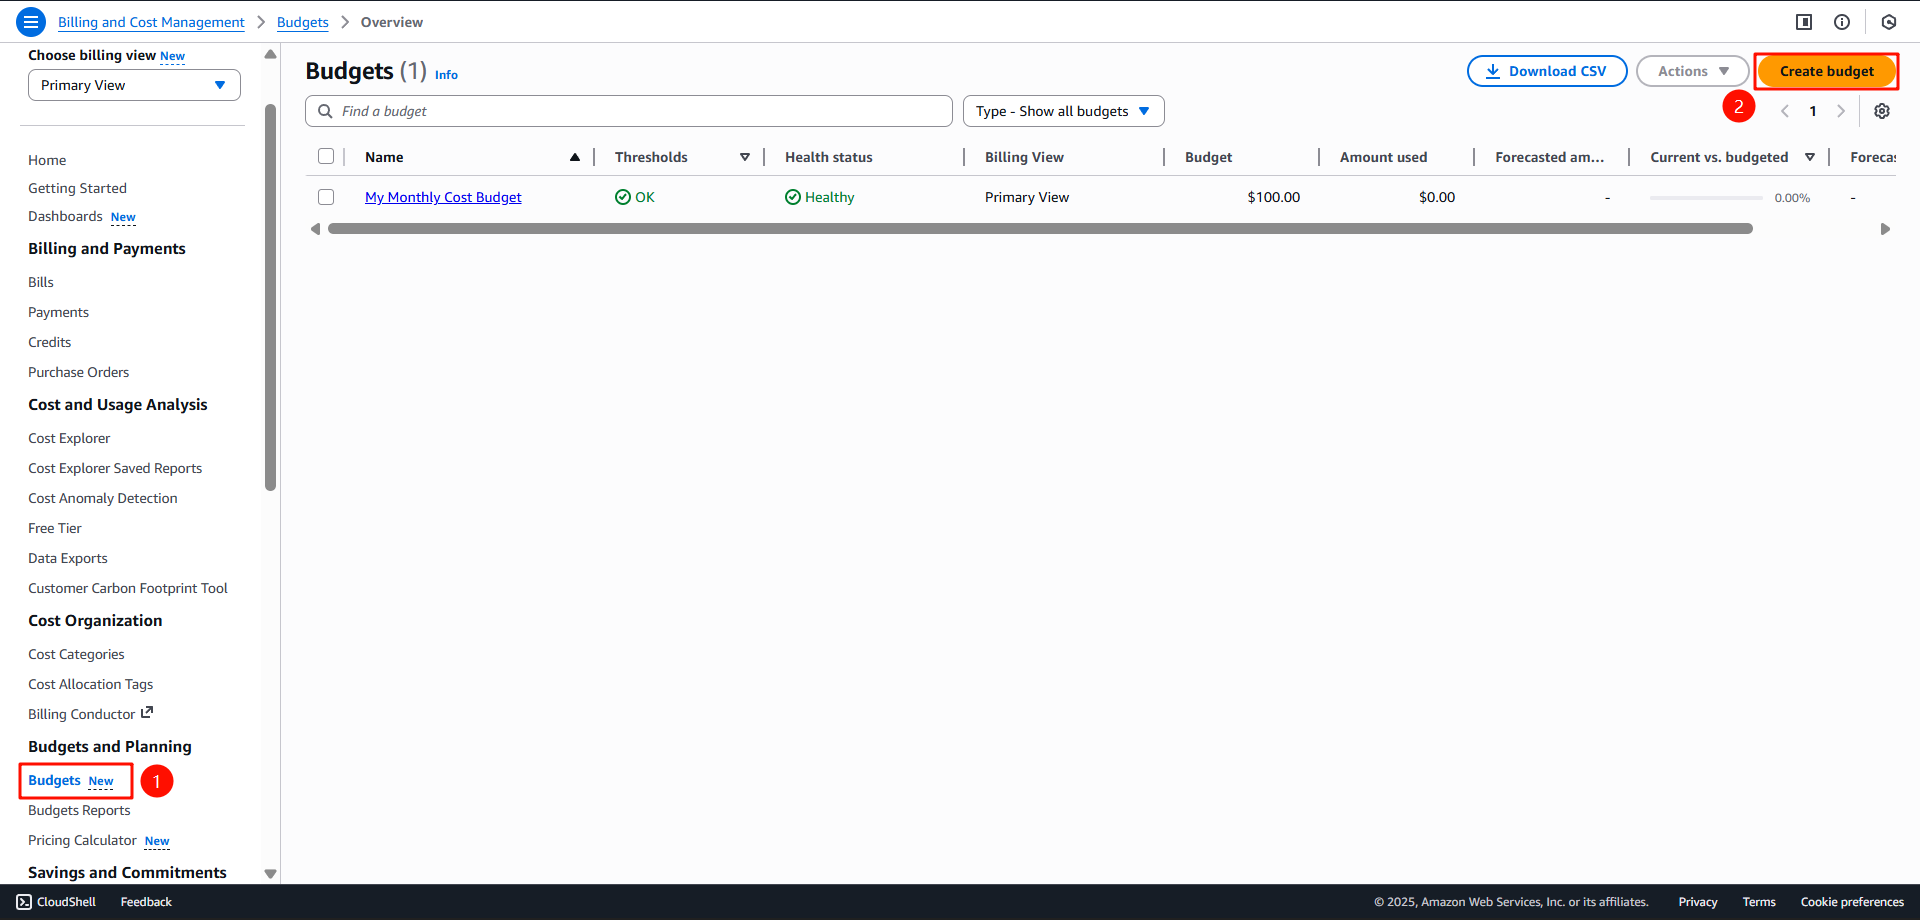 Billing and Cost Management > Budgets > Overview
Choose billing view New
Primary View
Home
Getting Started
Dashboards New
Billing and Payments
Bills
Payments
Credits
Purchase Orders
Cost and Usage Analysis
Cost Explorer
Cost Explorer Saved Reports
Cost Anomaly Detection
Free Tier
Data Exports
Customer Carbon Footprint Tool
Cost Organization
Cost Categories
Cost Allocation Tags
Billing Conductor
Budgets and Planning
Budgets New 1
Budgets Reports
Pricing Calculator New
Savings and Commitments
Budgets (1) Info
Download CSV Actions Create budget
Find a budget Type - Show all budgets 2 1
Name Thresholds Health status Billing View Budget Amount used Forecasted am... Current vs. budgeted Forecas
My Monthly Cost Budget OK Healthy Primary View $100.00 $0.00 - 0.00% -
CloudShell Feedback © 2025, Amazon Web Services, Inc. or its affiliates. Privacy Terms Cookie preferences